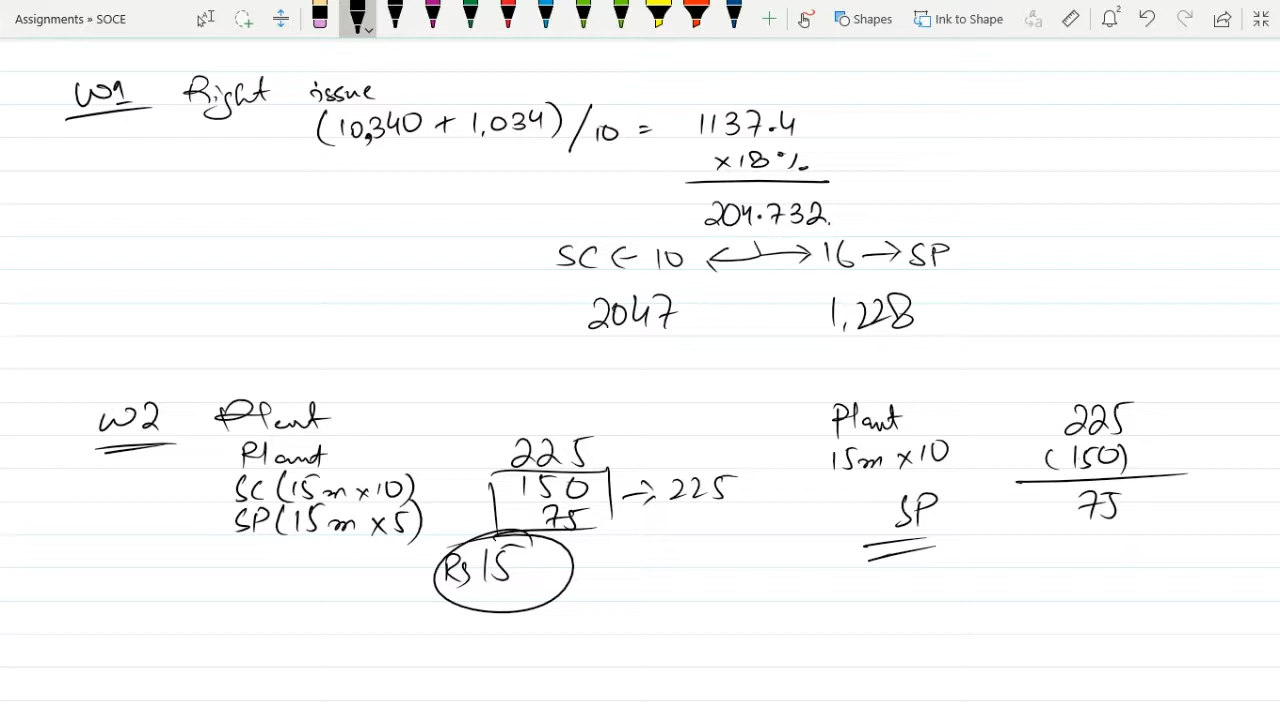 Assignments » SOCE
Shapes
Ink to Shape
W1 Right issue
(10,340 + 1,034)/10 = 1137.4
×18%
204.732
SC ← 10 ← → 16 → SP
2047 1,228
W2 Plant
Plant 225
SC (15m × 10) 150 → 225
SP (15m × 5) 75
Rs 15
Plant 225
15m × 10 (150)
SP 75